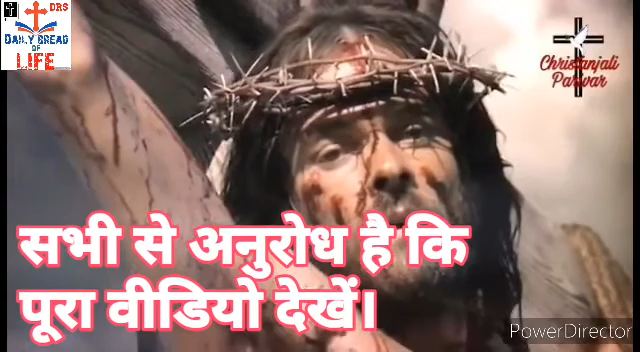 DRS
DAILY BREAD
OF
LIFE
Christanjali
Parivar
सभी से अनुरोध है कि
पूरा वीडियो देखें।
PowerDirector